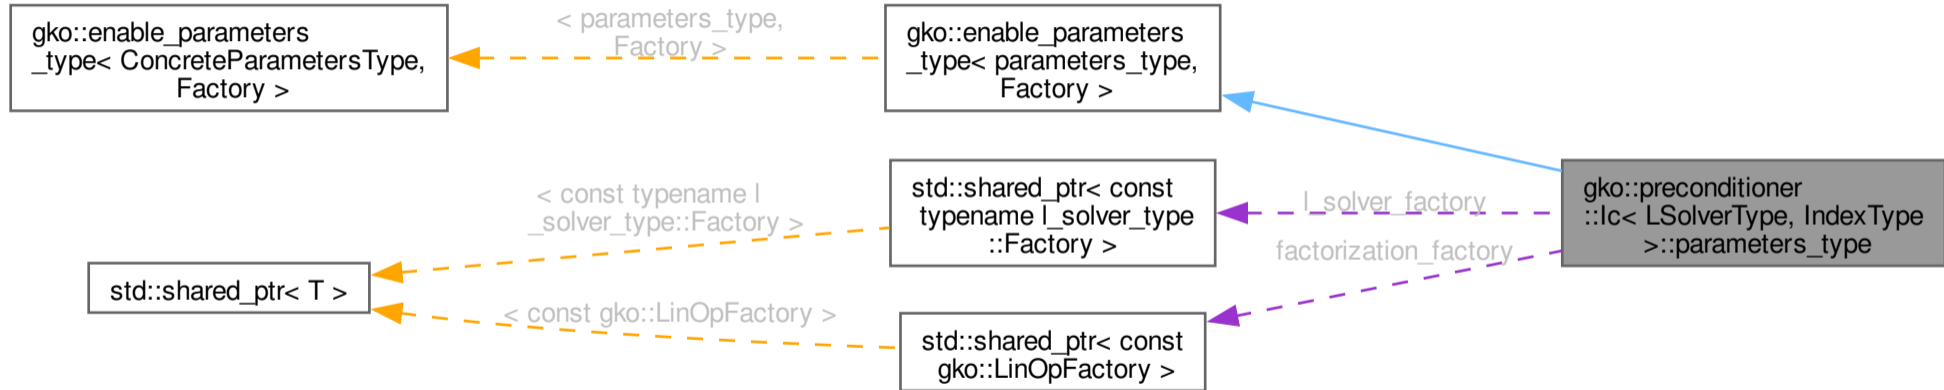 gko::enable_parameters
_type< ConcreteParametersType,
Factory >
< parameters_type,
Factory >
gko::enable_parameters
_type< parameters_type,
Factory >
< const typename l
_solver_type::Factory >
std::shared_ptr< T >
< const gko::LinOpFactory >
std::shared_ptr< const
typename l_solver_type
::Factory >
l_solver_factory
factorization_factory
std::shared_ptr< const
gko::LinOpFactory >
gko::preconditioner
::Ic< LSolverType, IndexType
>::parameters_type